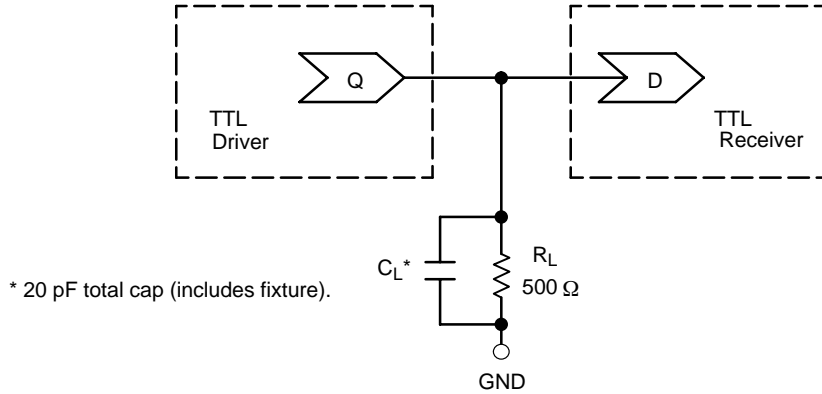 Q
D
TTL
Driver
TTL
Receiver
CL*
RL
500 Ω
* 20 pF total cap (includes fixture).
GND